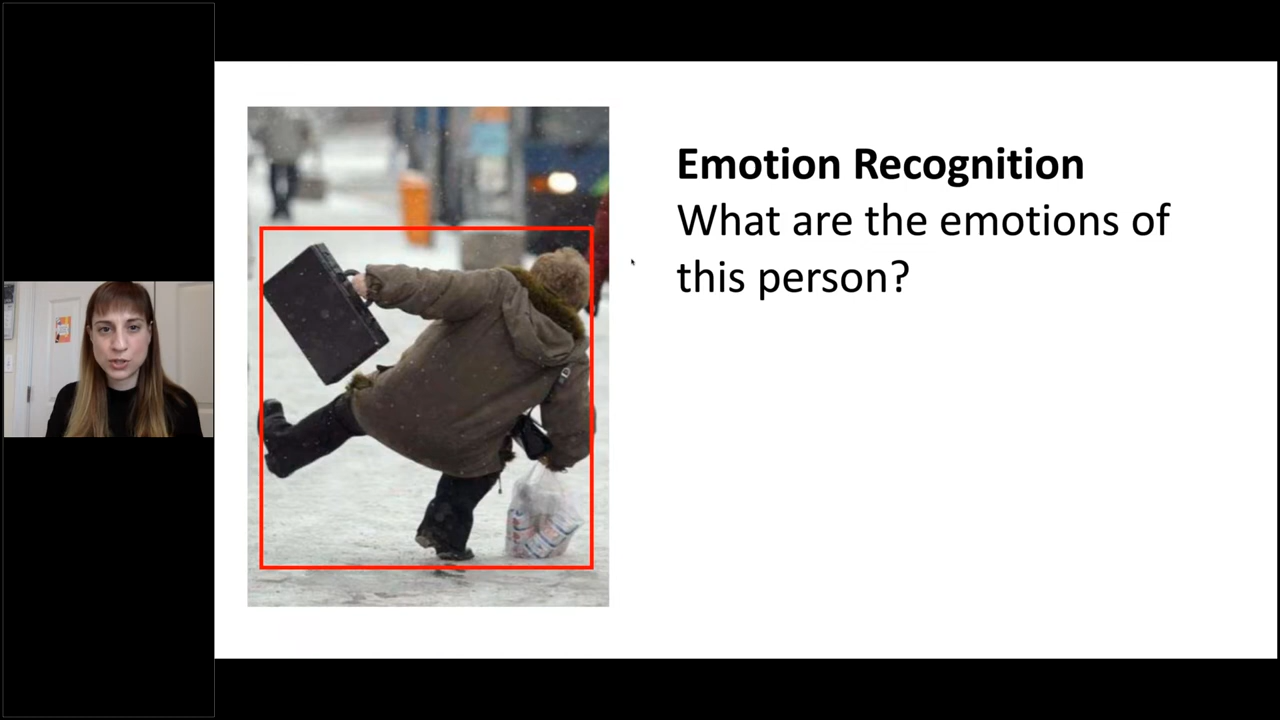 Emotion Recognition
What are the emotions of
this person?